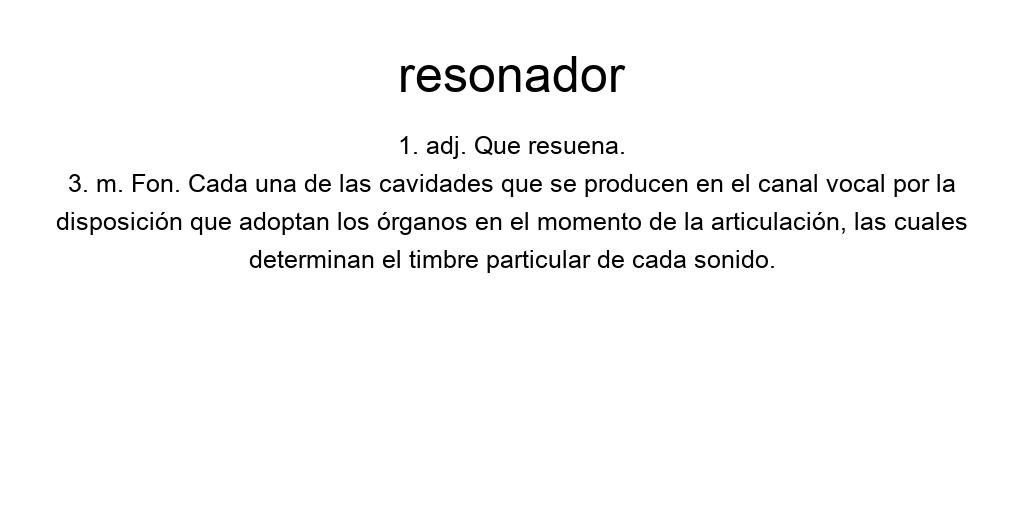 resonador
1. adj. Que resuena.
3. m. Fon. Cada una de las cavidades que se producen en el canal vocal por la
disposición que adoptan los órganos en el momento de la articulación, las cuales
determinan el timbre particular de cada sonido.